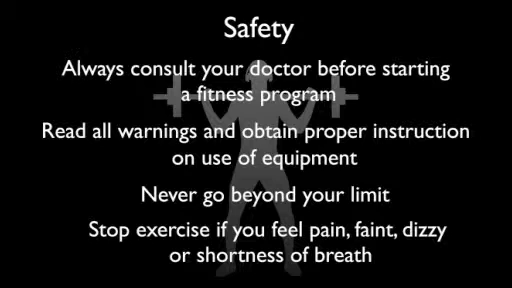 Safety
Always consult your doctor before starting
a fitness program
Read all warnings and obtain proper instruction
on use of equipment
Never go beyond your limit
Stop exercise if you feel pain, faint, dizzy
or shortness of breath